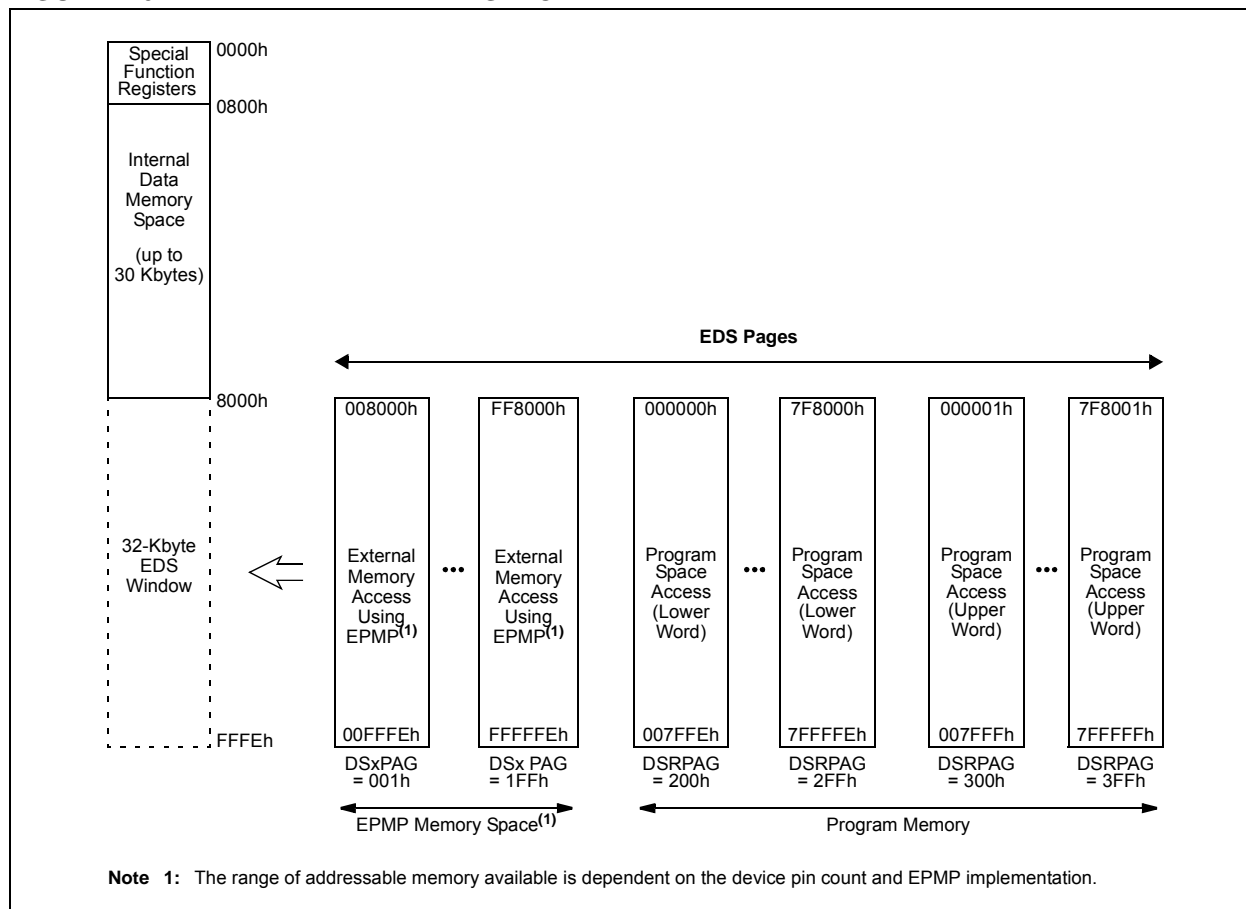 Special
Function
Registers
0000h
0800h
Internal
Data
Memory
Space
(up to
30 Kbytes)
EDS Pages
8000h
008000h
FF8000h
000000h
7F8000h
000001h
7F8001h
32-Kbyte
EDS
Window
External
Memory
Access
Using
EPMP(1)
•••
External
Memory
Access
Using
EPMP(1)
Program
Space
Access
(Lower
Word)
•••
Program
Space
Access
(Lower
Word)
Program
Space
Access
(Upper
Word)
•••
Program
Space
Access
(Upper
Word)
FFFEh
00FFFEh
FFFFFEh
007FFEh
7FFFFEh
007FFFh
7FFFFFh
DSxPAG
= 001h
DSx PAG
= 1FFh
DSRPAG
= 200h
DSRPAG
= 2FFh
DSRPAG
= 300h
DSRPAG
= 3FFh
EPMP Memory Space(1)
Program Memory
Note 1: The range of addressable memory available is dependent on the device pin count and EPMP implementation.